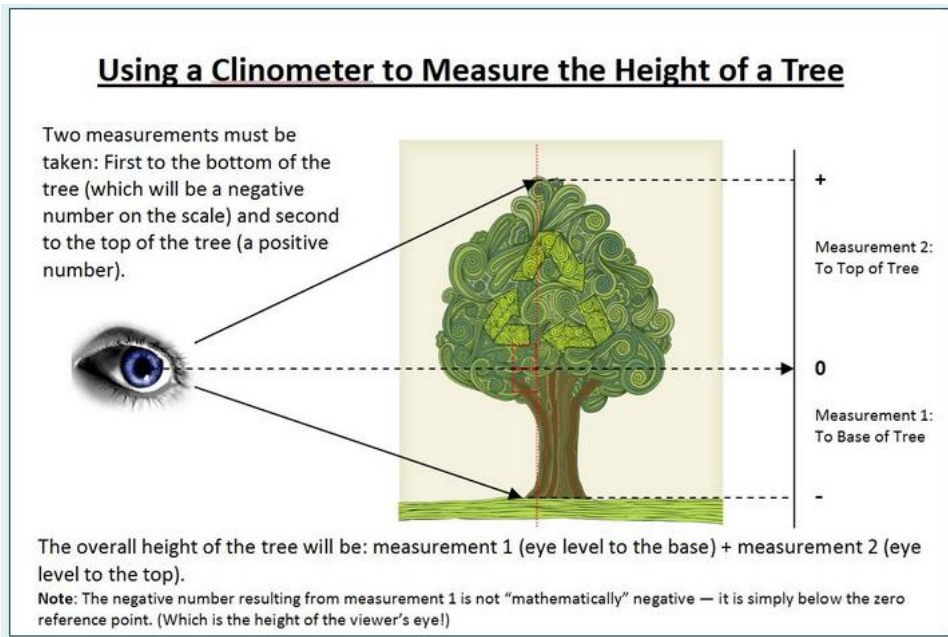 Using a Clinometer to Measure the Height of a Tree
Two measurements must be
taken: First to the bottom of the
tree (which will be a negative
number on the scale) and second
to the top of the tree (a positive
number).
+
Measurement 2:
To Top of Tree
0
Measurement 1:
To Base of Tree
-
The overall height of the tree will be: measurement 1 (eye level to the base) + measurement 2 (eye
level to the top).
Note: The negative number resulting from measurement 1 is not “mathematically” negative — it is simply below the zero
reference point. (Which is the height of the viewer’s eye!)